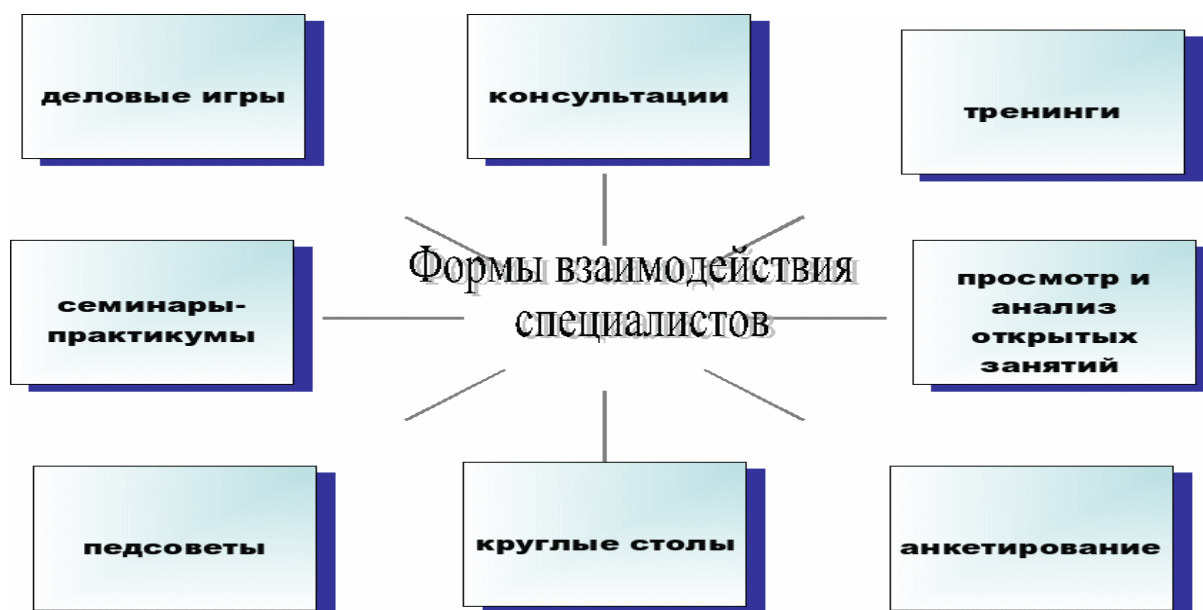 деловые игры
консультации
тренинги
Формы взаимодействия
специалистов
семинары-
практикумы
просмотр и
анализ
открытых
занятий
педсоветы
круглые столы
анкетирование